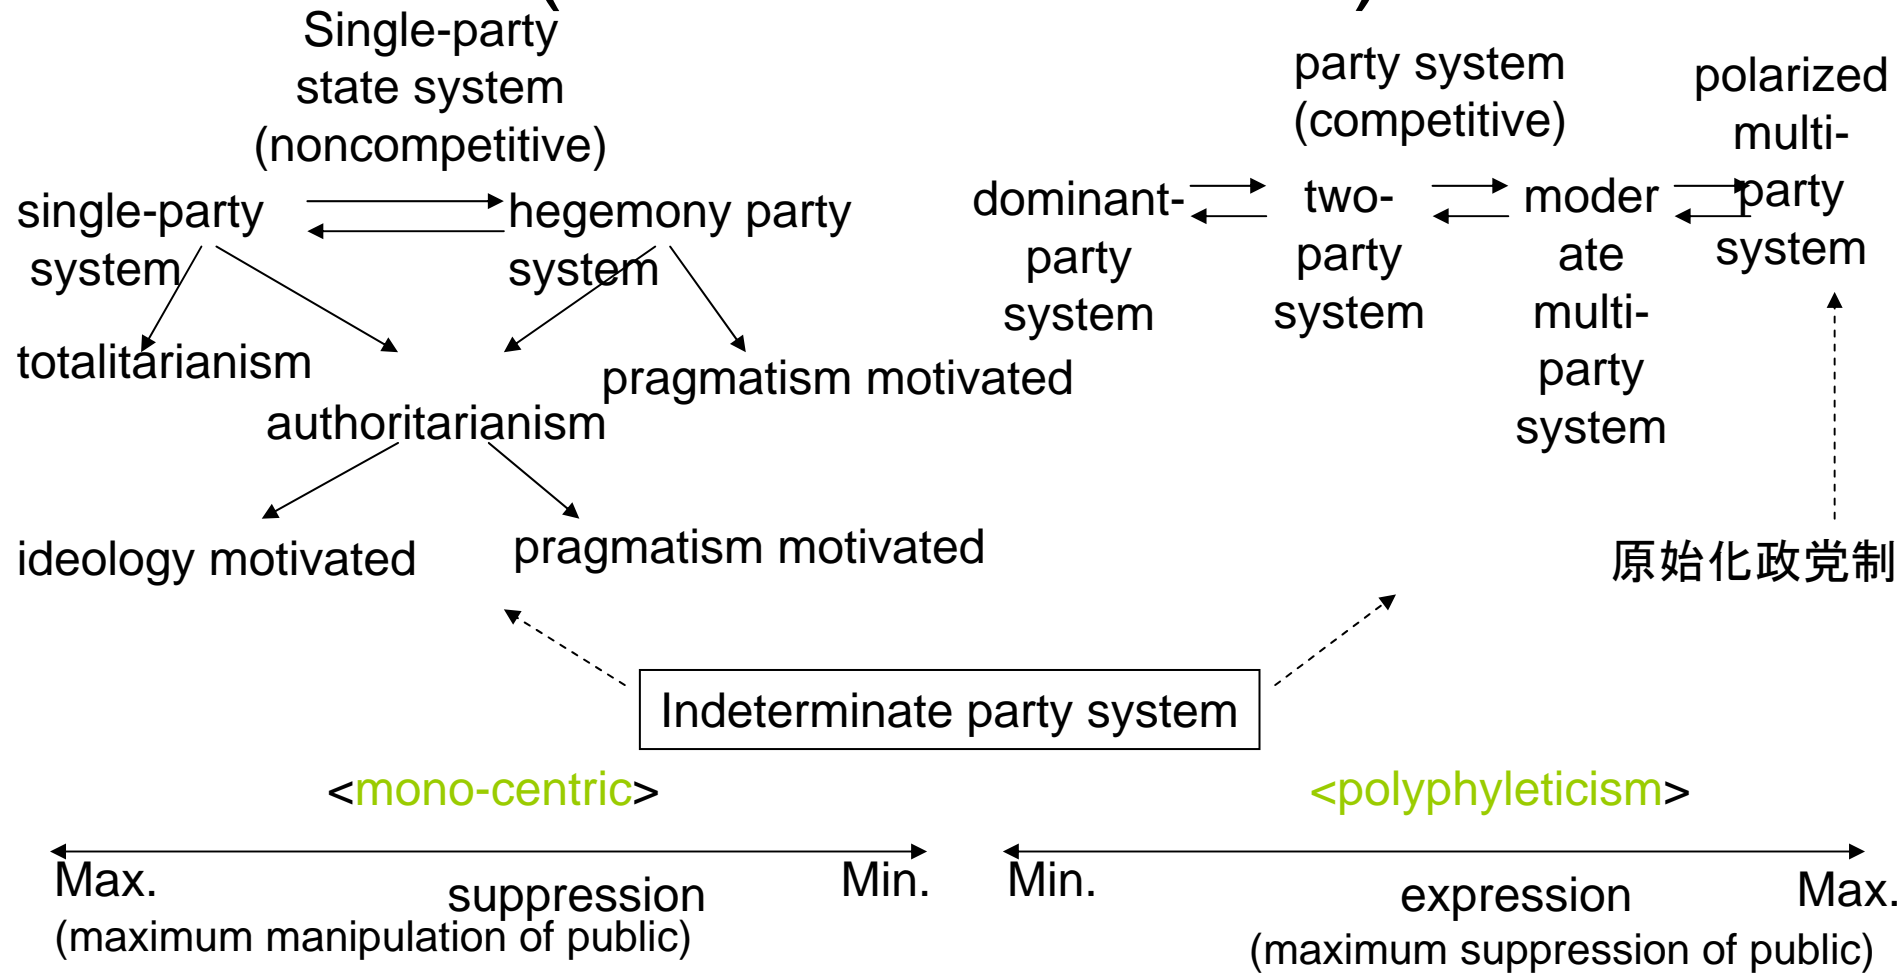 Single-party
state system
(noncompetitive)
party system
(competitive)
polarized
multi-
party
system
single-party
system
hegemony party
system
dominant-
party
system
two-
party
system
moder
ate
multi-
party
system
totalitarianism
authoritarianism
pragmatism motivated
ideology motivated
pragmatism motivated
原始化政党制
Indeterminate party system
<mono-centric>
<polyphyleticism>
Max.
suppression
Min.
(maximum manipulation of public)
Min.
expression
Max.
(maximum suppression of public)